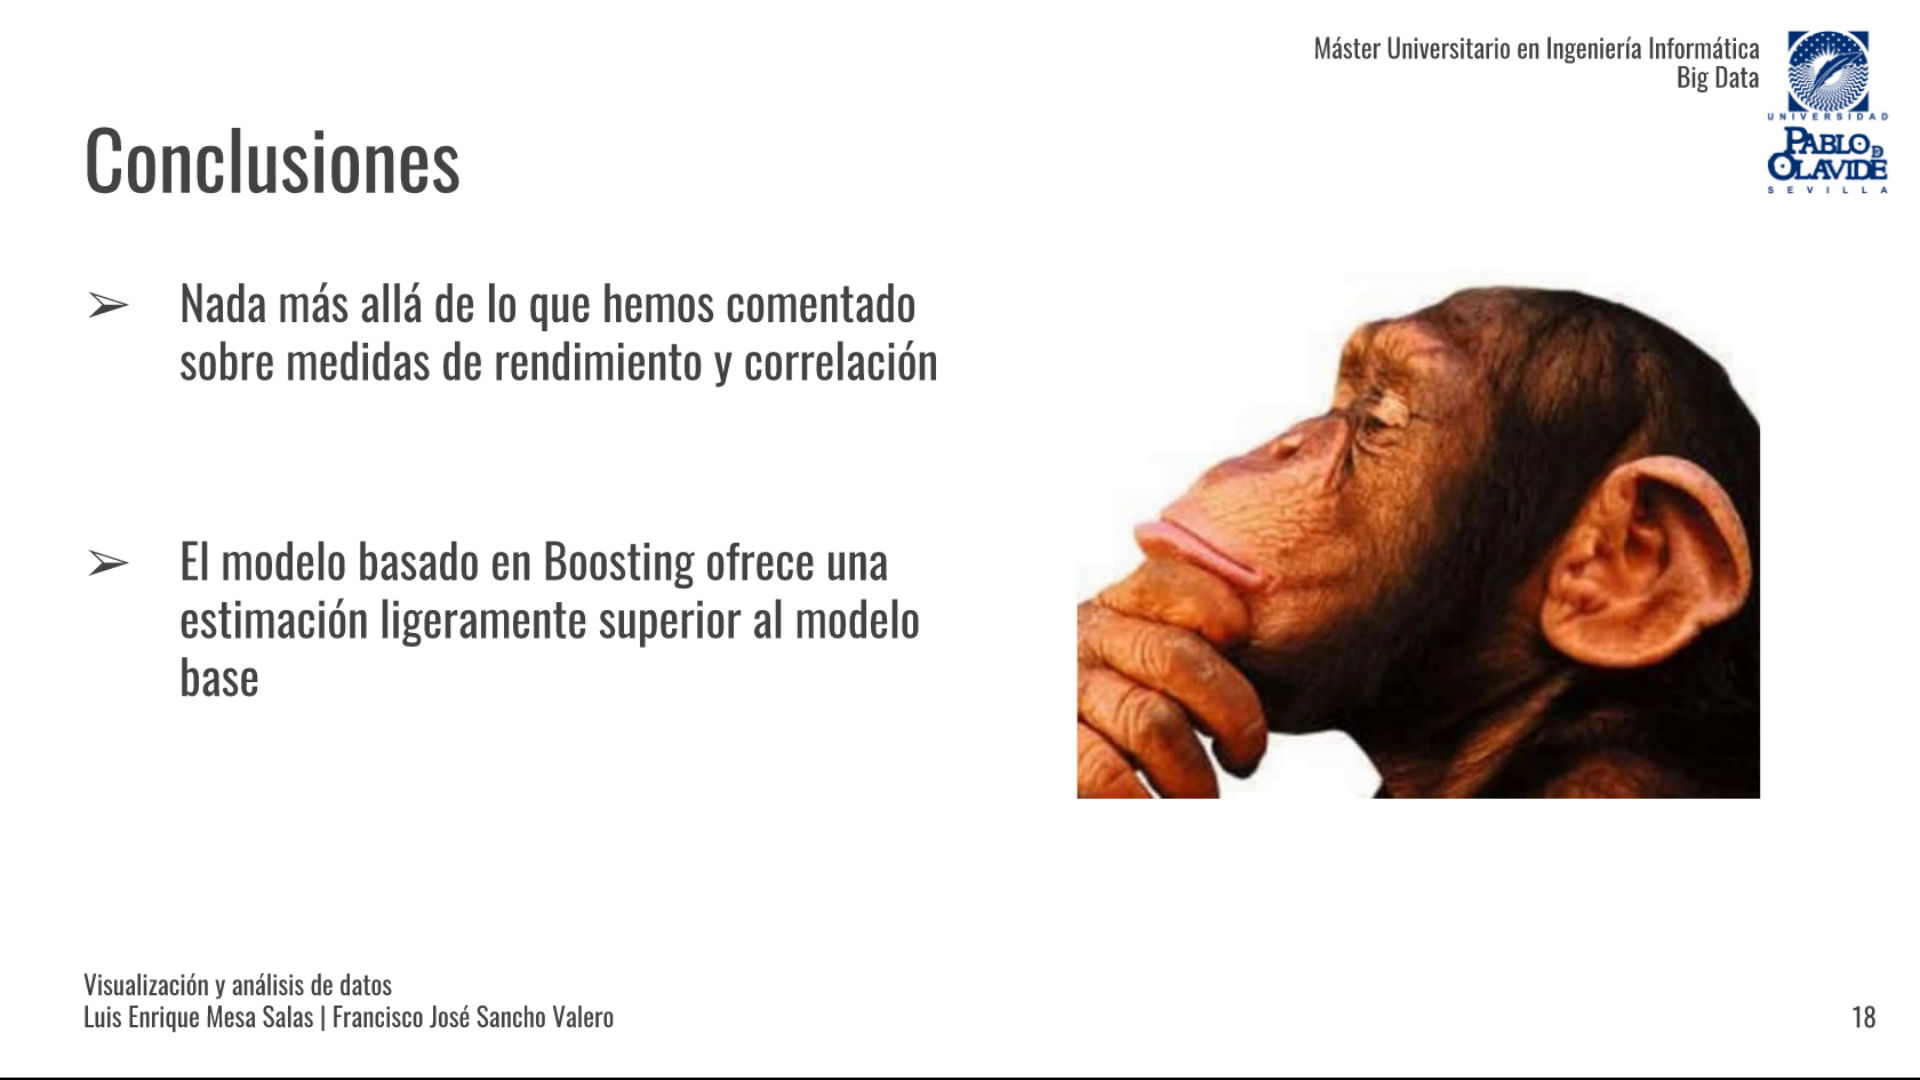 Máster Universitario en Ingeniería Informática
Big Data
UNIVERSIDAD
PABLO DE
OLAVIDE
SEVILLA
Conclusiones
➢ Nada más allá de lo que hemos comentado
sobre medidas de rendimiento y correlación
➢ El modelo basado en Boosting ofrece una
estimación ligeramente superior al modelo
base
Visualización y análisis de datos
Luis Enrique Mesa Salas | Francisco José Sancho Valero
18